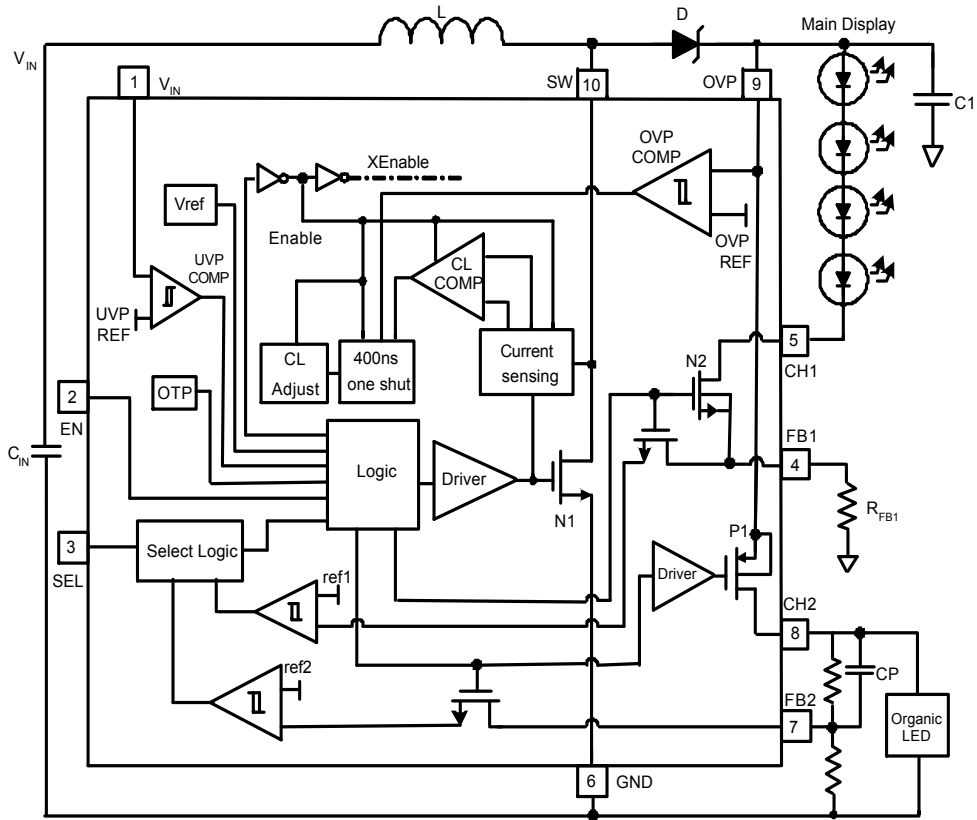 L
D
Main Display
V_IN
1
V_IN
SW
10
OVP
9
C1
XEnable
OVP
COMP
Vref
Enable
OVP
REF
UVP
COMP
CL
COMP
UVP
REF
CL
Adjust
400ns
one shut
Current
sensing
N2
5
CH1
2
EN
OTP
FB1
4
C_IN
Logic
Driver
N1
R_FB1
3
SEL
Select Logic
P1
ref1
Driver
CH2
8
ref2
CP
FB2
7
Organic
LED
6
GND